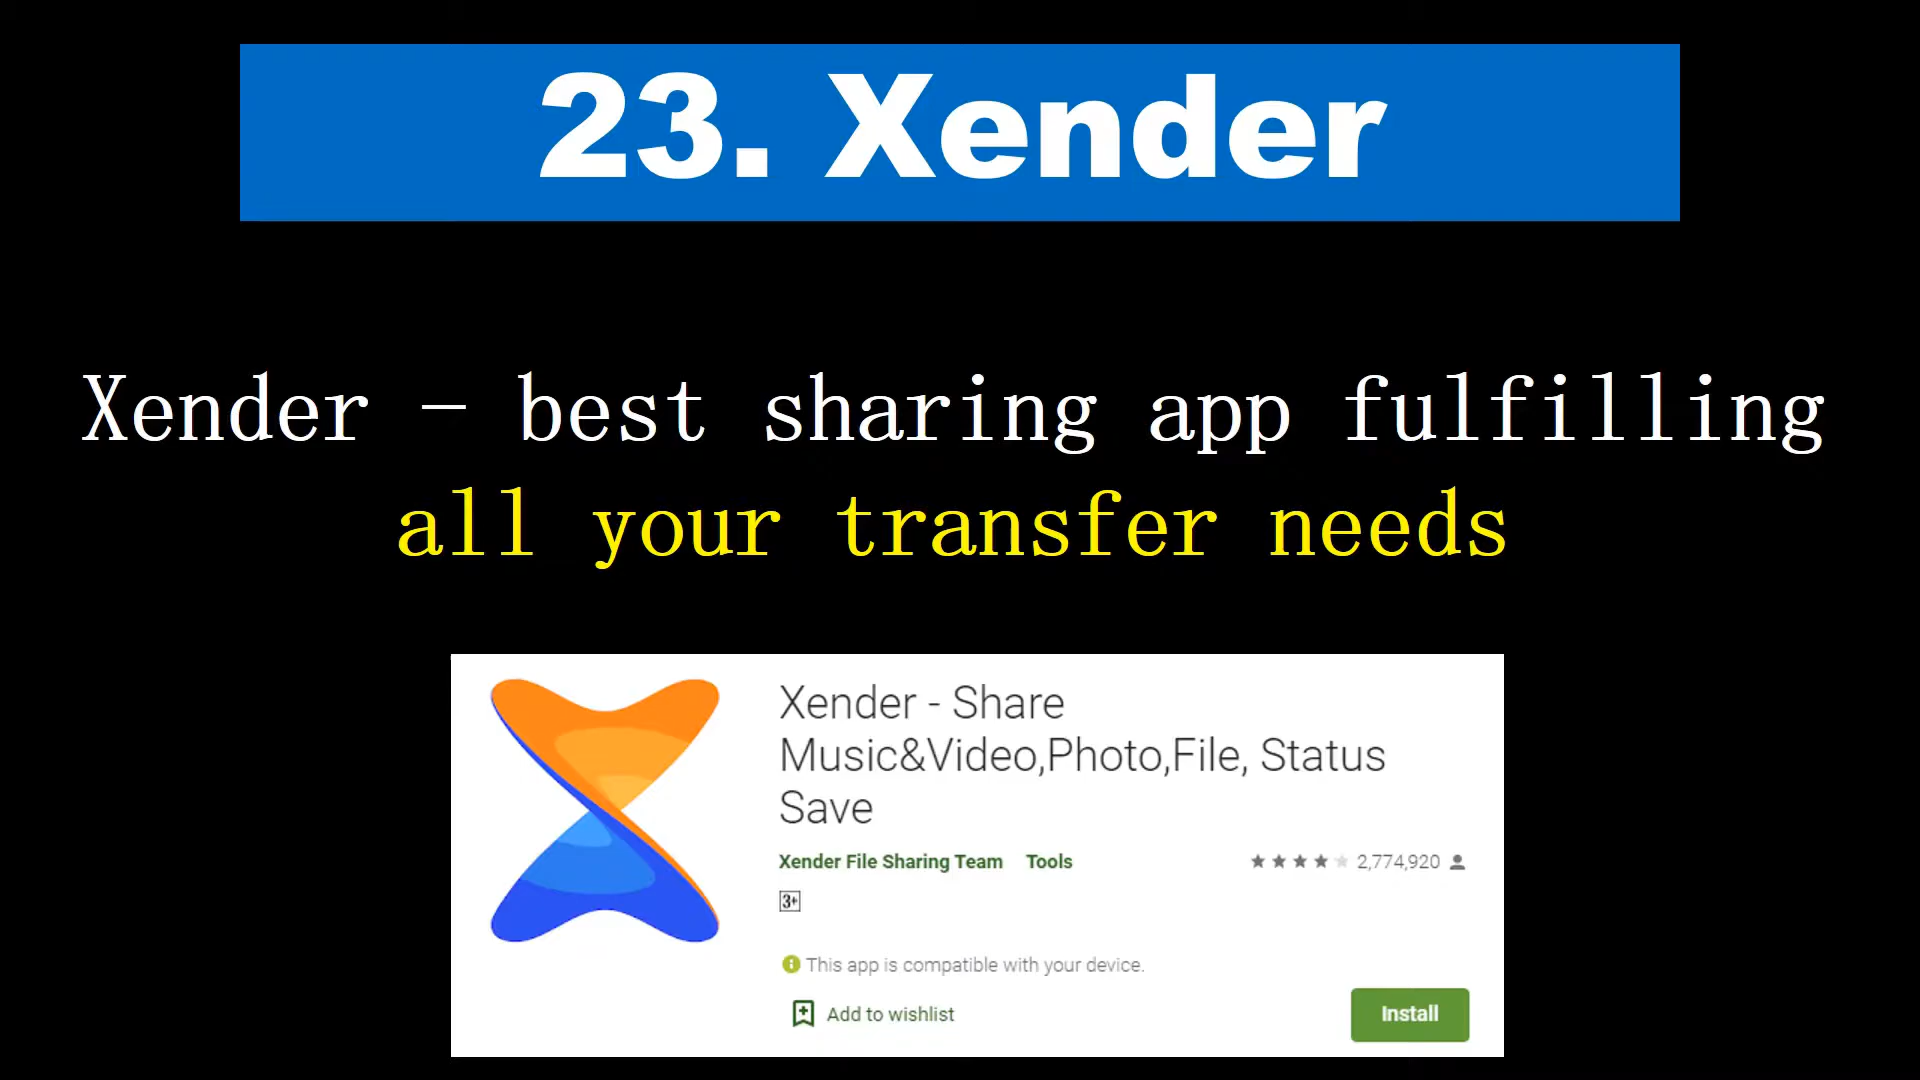 23. Xender
Xender - best sharing app fulfilling
all your transfer needs
Xender - Share
Music&Video,Photo,File, Status
Save
Xender File Sharing Team Tools 2,774,920
3+
This app is compatible with your device.
Add to wishlist Install